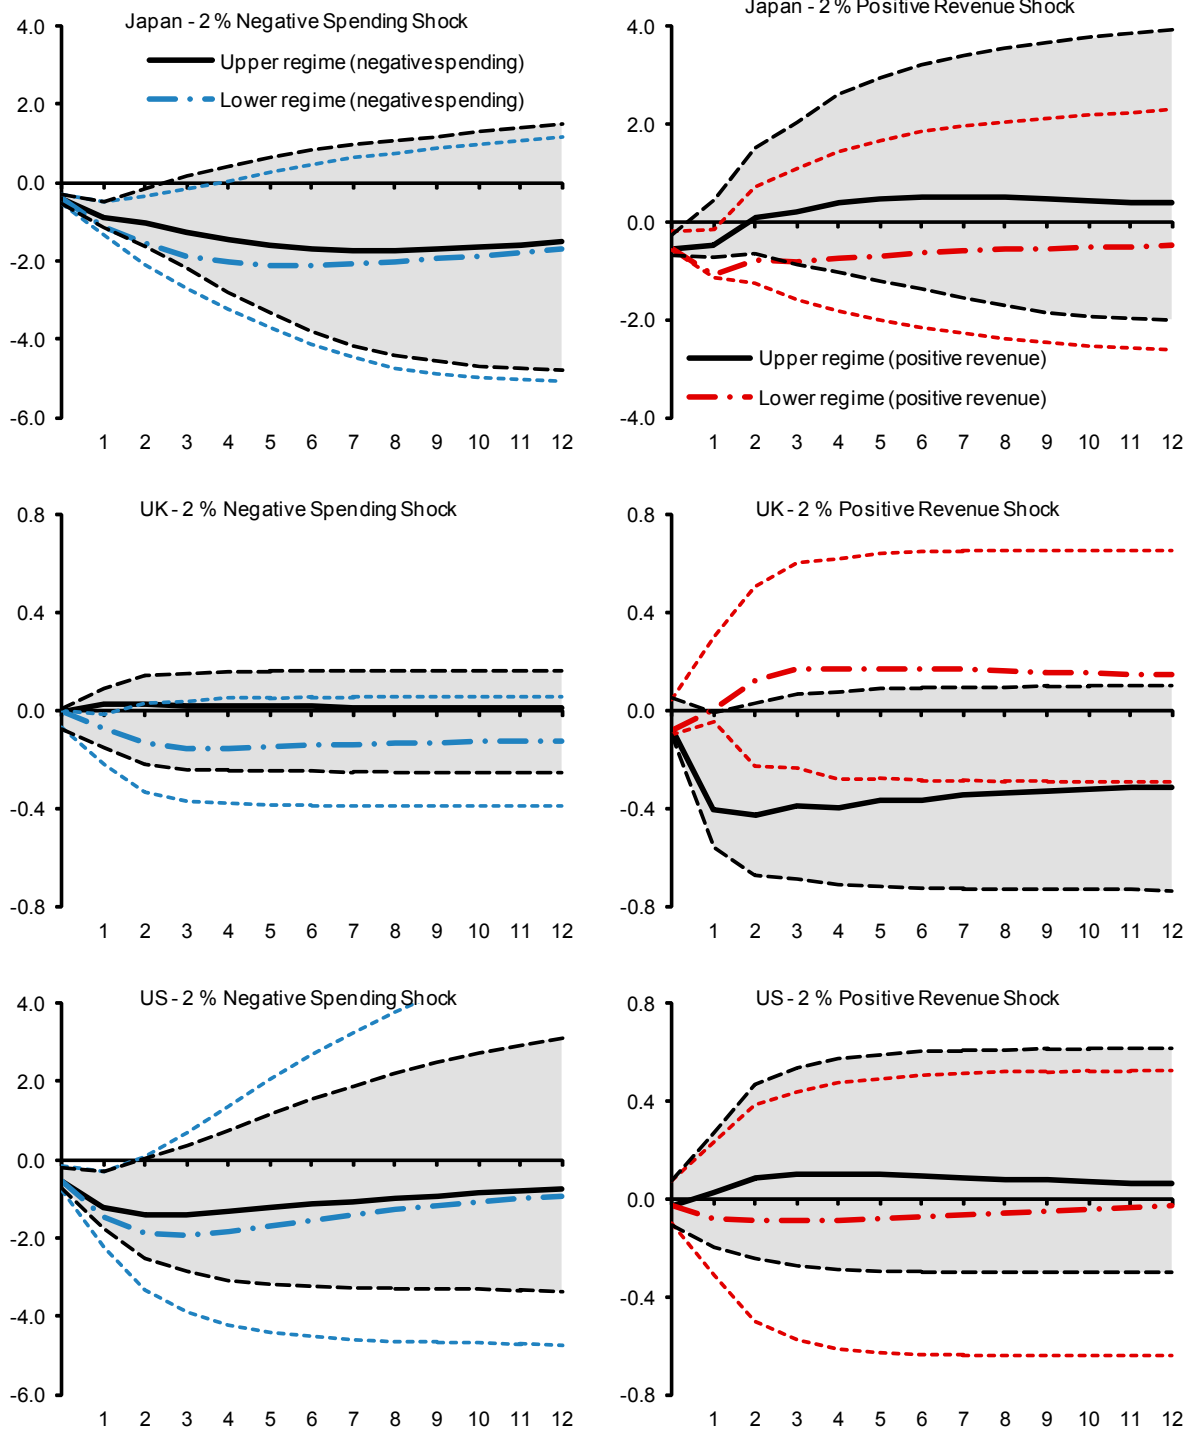 Japan - 2 % Negative Spending Shock
4.0
2.0
0.0
-2.0
-4.0
-6.0
Upper regime (negative spending)
Lower regime (negative spending)
1 2 3 4 5 6 7 8 9 10 11 12
Japan - 2 % Positive Revenue Shock
4.0
2.0
0.0
-2.0
-4.0
Upper regime (positive revenue)
Lower regime (positive revenue)
1 2 3 4 5 6 7 8 9 10 11 12
UK - 2 % Negative Spending Shock
0.8
0.4
0.0
-0.4
-0.8
1 2 3 4 5 6 7 8 9 10 11 12
UK - 2 % Positive Revenue Shock
0.8
0.4
0.0
-0.4
-0.8
1 2 3 4 5 6 7 8 9 10 11 12
US - 2 % Negative Spending Shock
4.0
2.0
0.0
-2.0
-4.0
-6.0
1 2 3 4 5 6 7 8 9 10 11 12
US - 2 % Positive Revenue Shock
0.8
0.4
0.0
-0.4
-0.8
1 2 3 4 5 6 7 8 9 10 11 12